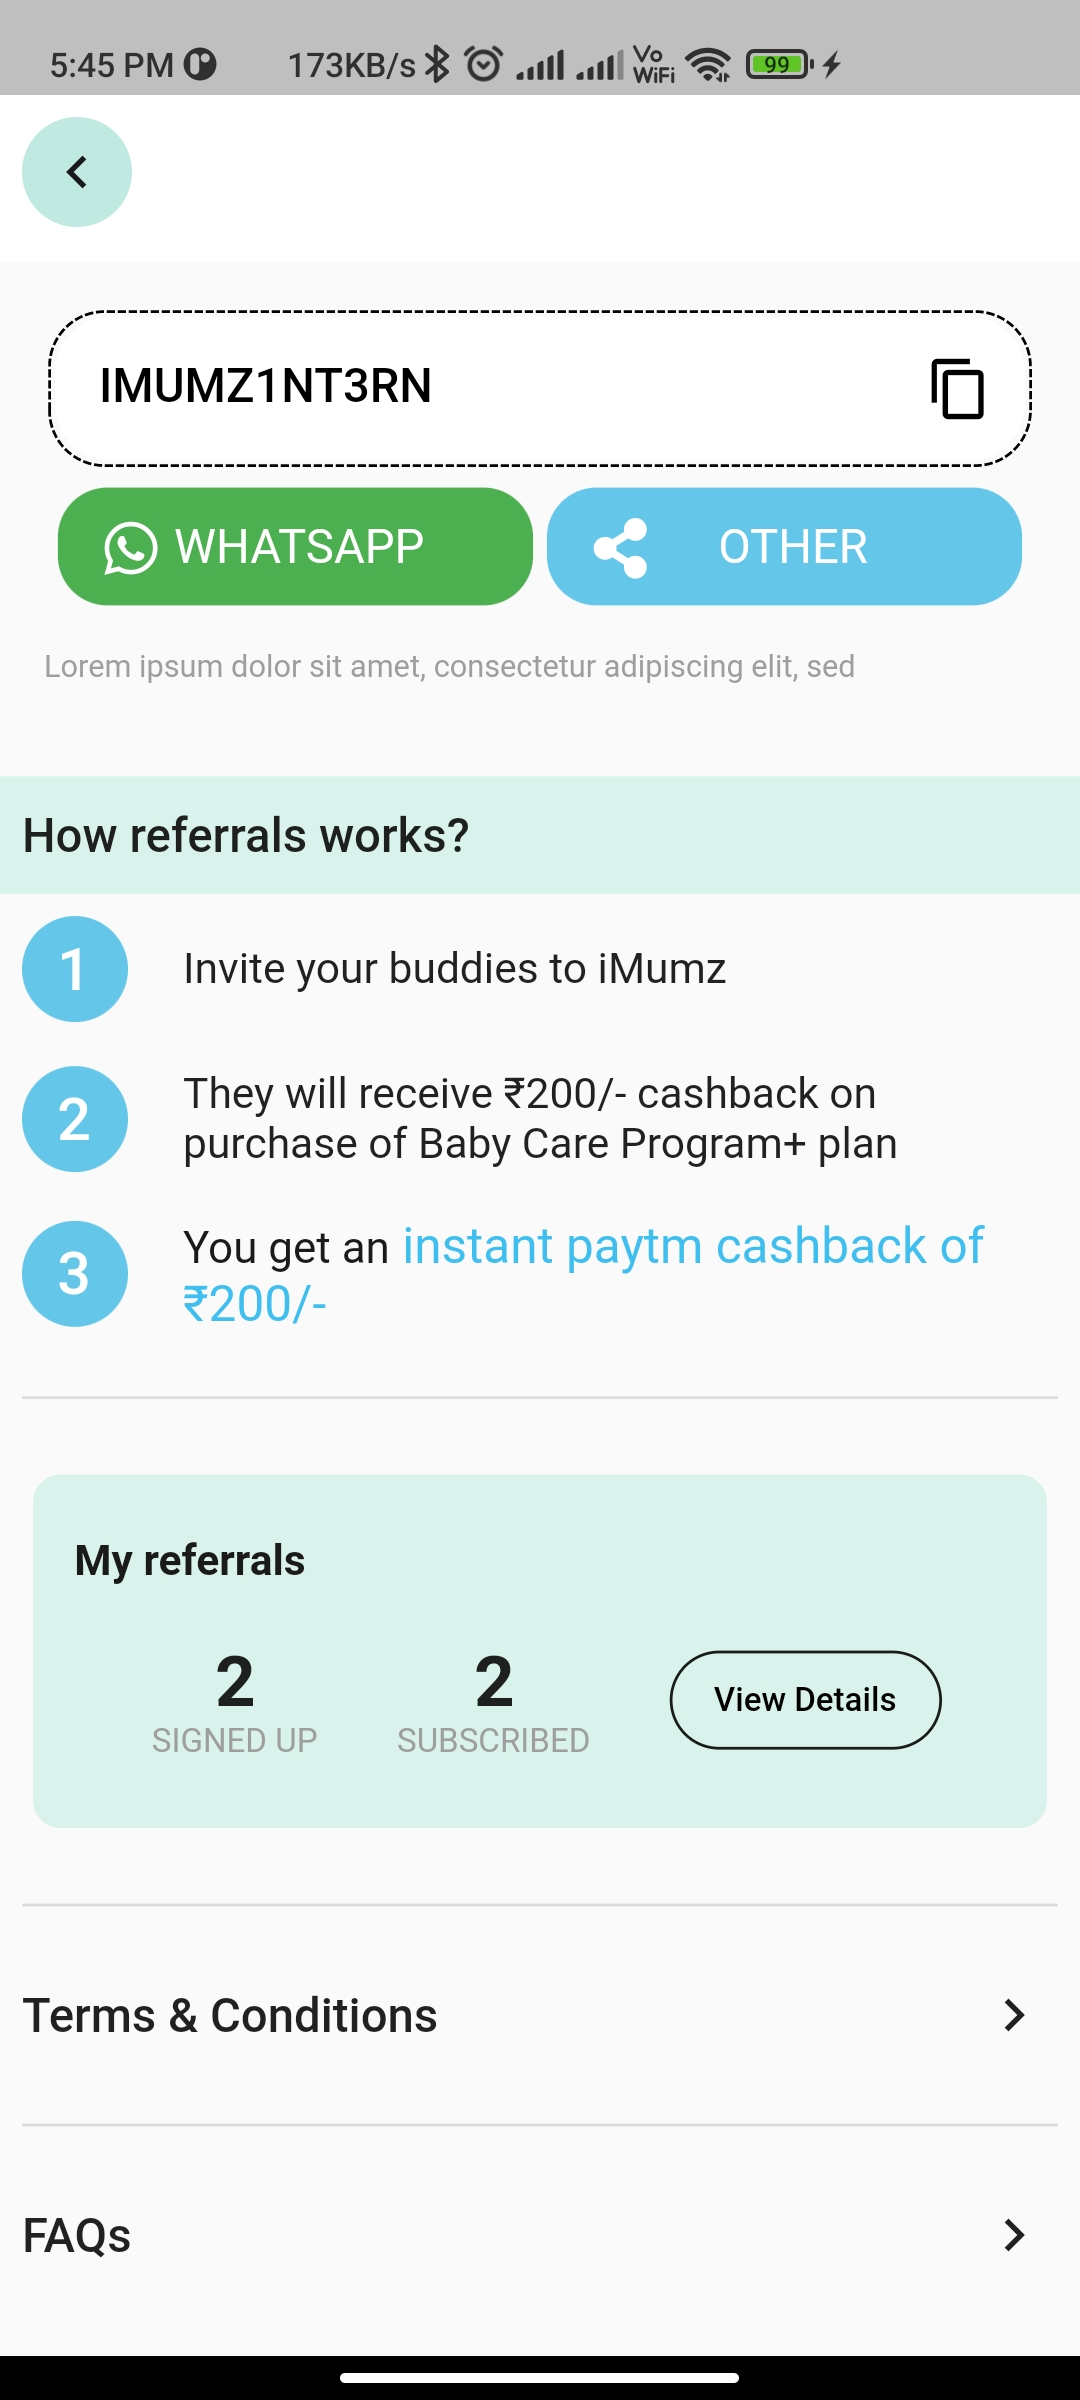 5:45 PM 173KB/s Vo WiFi 99
IMUMZ1NT3RN
WHATSAPP OTHER
Lorem ipsum dolor sit amet, consectetur adipiscing elit, sed
How referrals works?
1 Invite your buddies to iMumz
2 They will receive ₹200/- cashback on
purchase of Baby Care Program+ plan
3 You get an instant paytm cashback of
₹200/-
My referrals
2 2
SIGNED UP SUBSCRIBED View Details
Terms & Conditions
FAQs